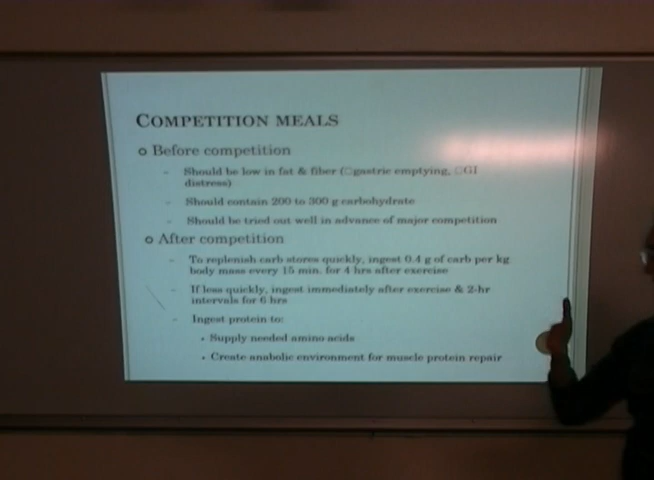 COMPETITION MEALS
o Before competition
– Should be low in fat & fiber (□gastric emptying, □GI
distress)
– Should contain 200 to 300 g carbohydrate
– Should be tried out well in advance of major competition
o After competition
– To replenish carb stores quickly, ingest 0.4 g of carb per kg
body mass every 15 min. for 4 hrs after exercise
– If less quickly, ingest immediately after exercise & 2-hr
intervals for 6 hrs
– Ingest protein to:
• Supply needed amino acids
• Create anabolic environment for muscle protein repair